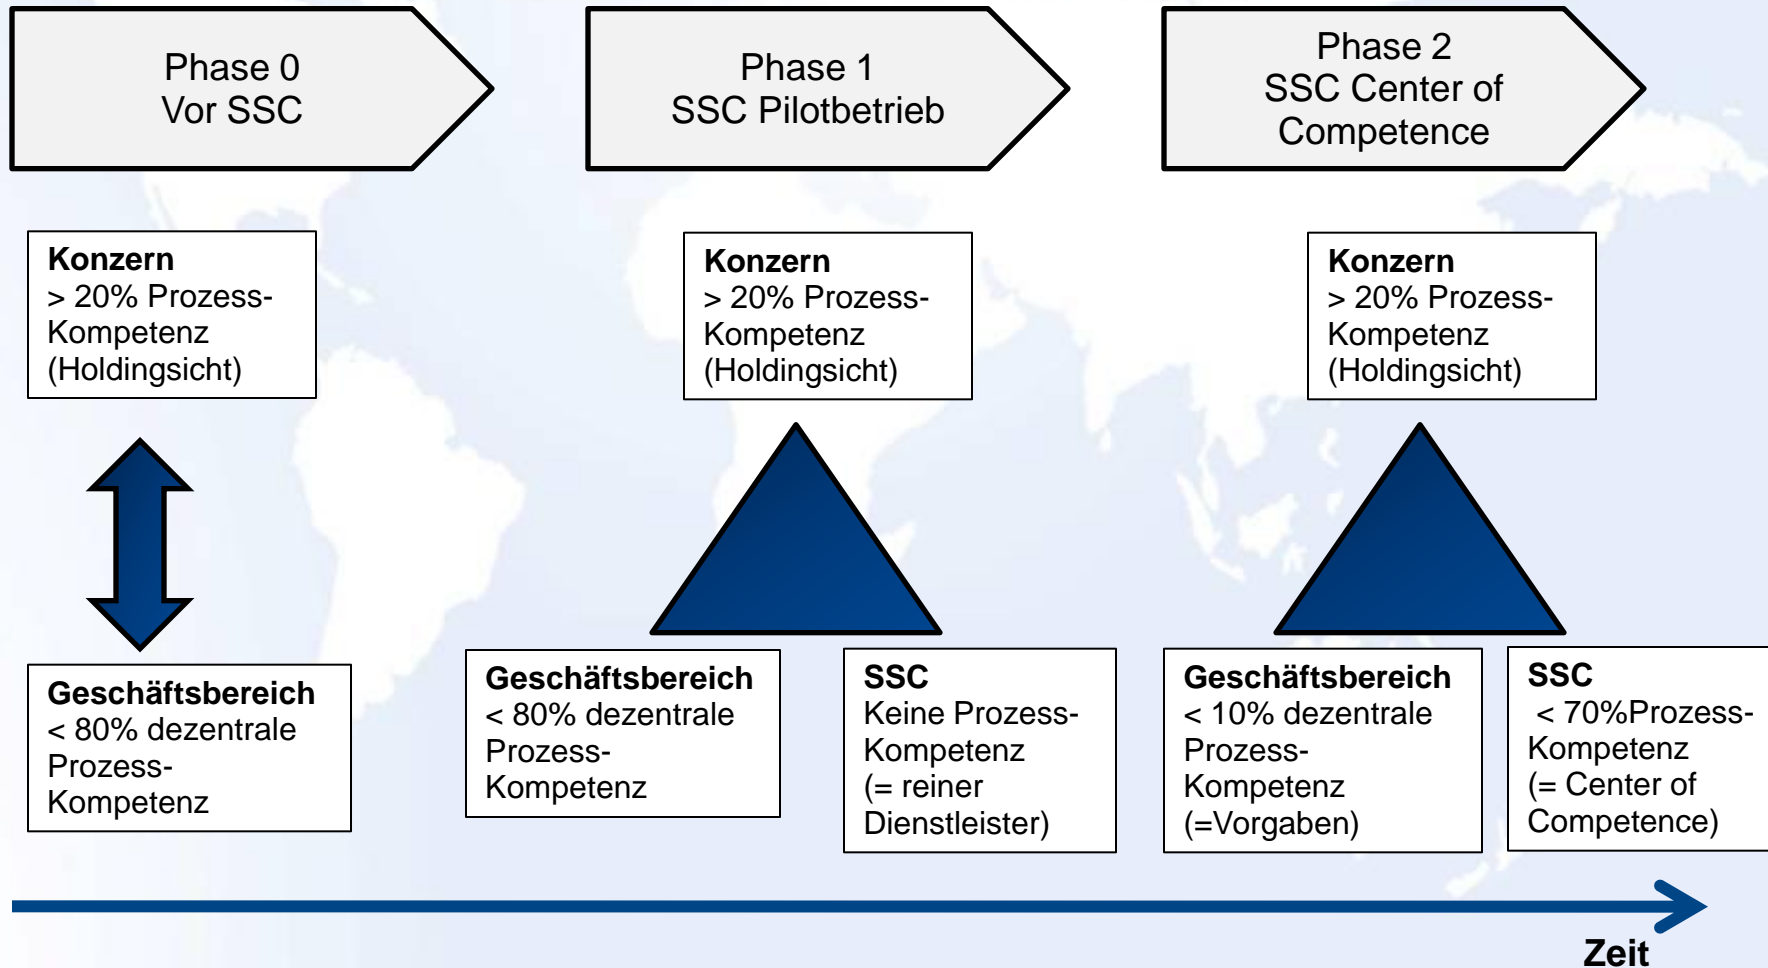 Phase 0
Vor SSC
Phase 1
SSC Pilotbetrieb
Phase 2
SSC Center of
Competence
Konzern
> 20% Prozess-
Kompetenz
(Holdingsicht)
Konzern
> 20% Prozess-
Kompetenz
(Holdingsicht)
Konzern
> 20% Prozess-
Kompetenz
(Holdingsicht)
Geschäftsbereich
< 80% dezentrale
Prozess-
Kompetenz
Geschäftsbereich
< 80% dezentrale
Prozess-
Kompetenz
SSC
Keine Prozess-
Kompetenz
(= reiner
Dienstleister)
Geschäftsbereich
< 10% dezentrale
Prozess-
Kompetenz
(=Vorgaben)
SSC
< 70%Prozess-
Kompetenz
(= Center of
Competence)
Zeit